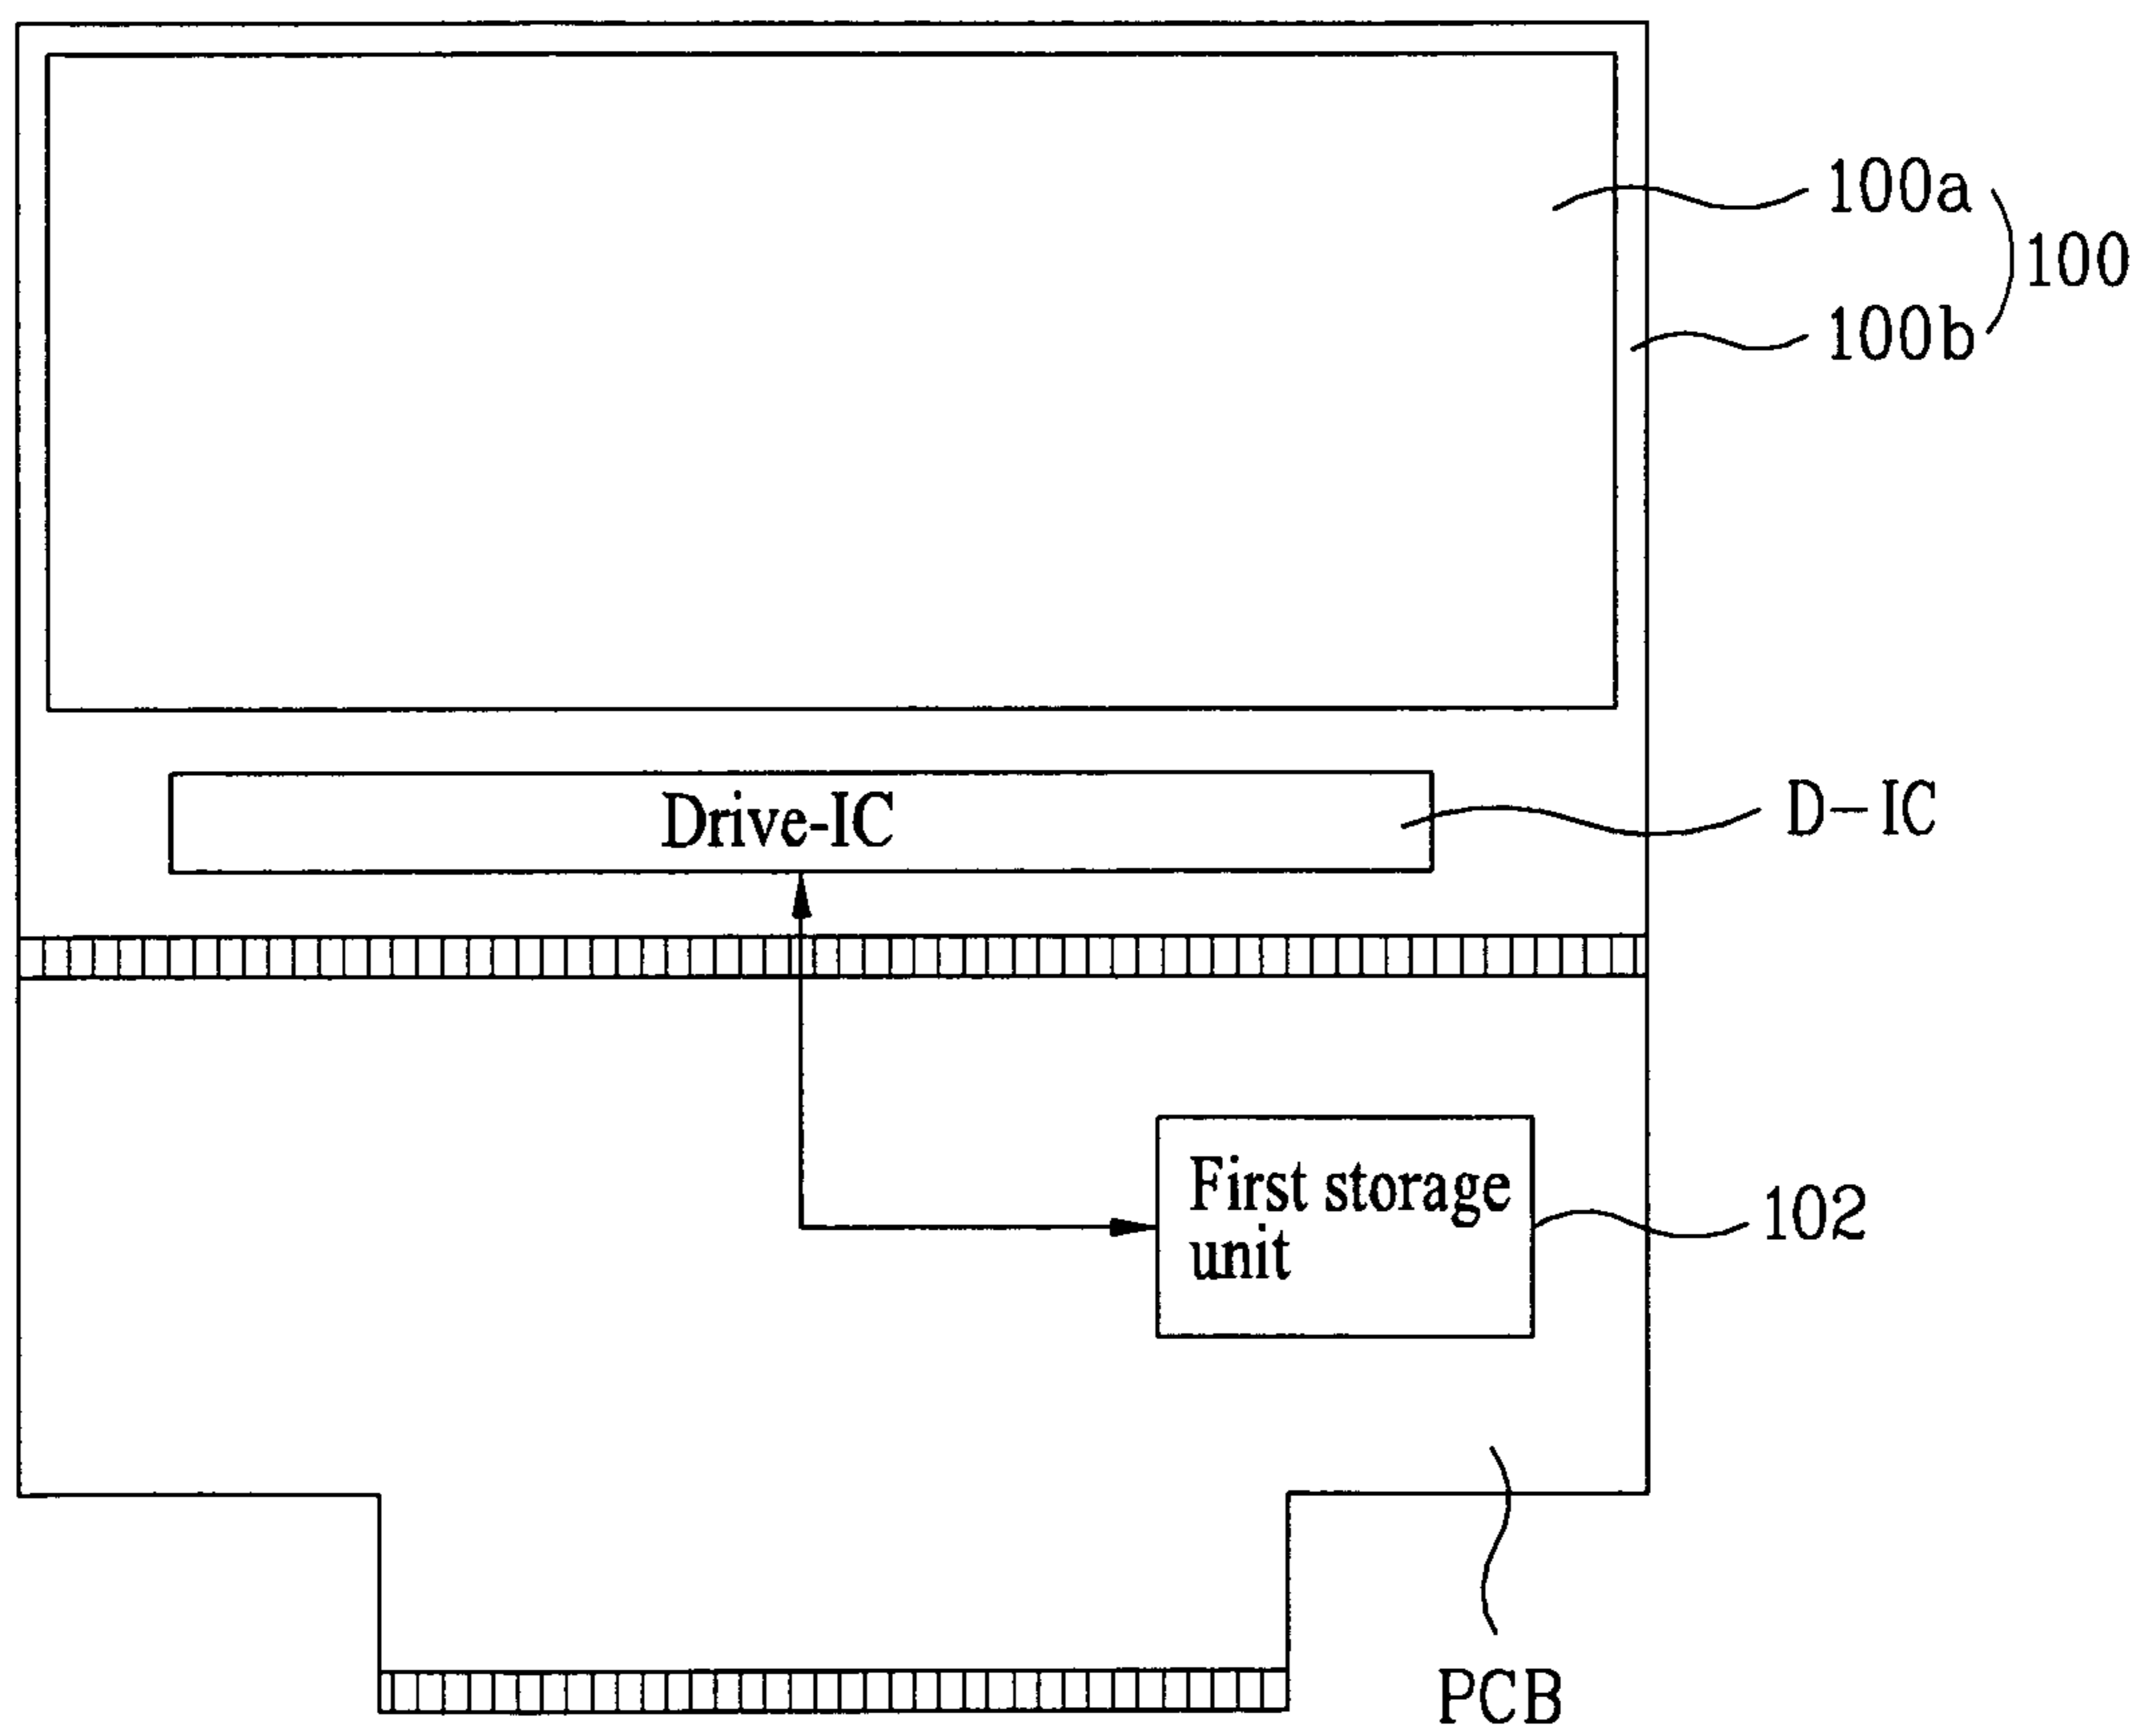 100a
100
100b
Drive-IC
D-IC
First storage
unit
102
PCB